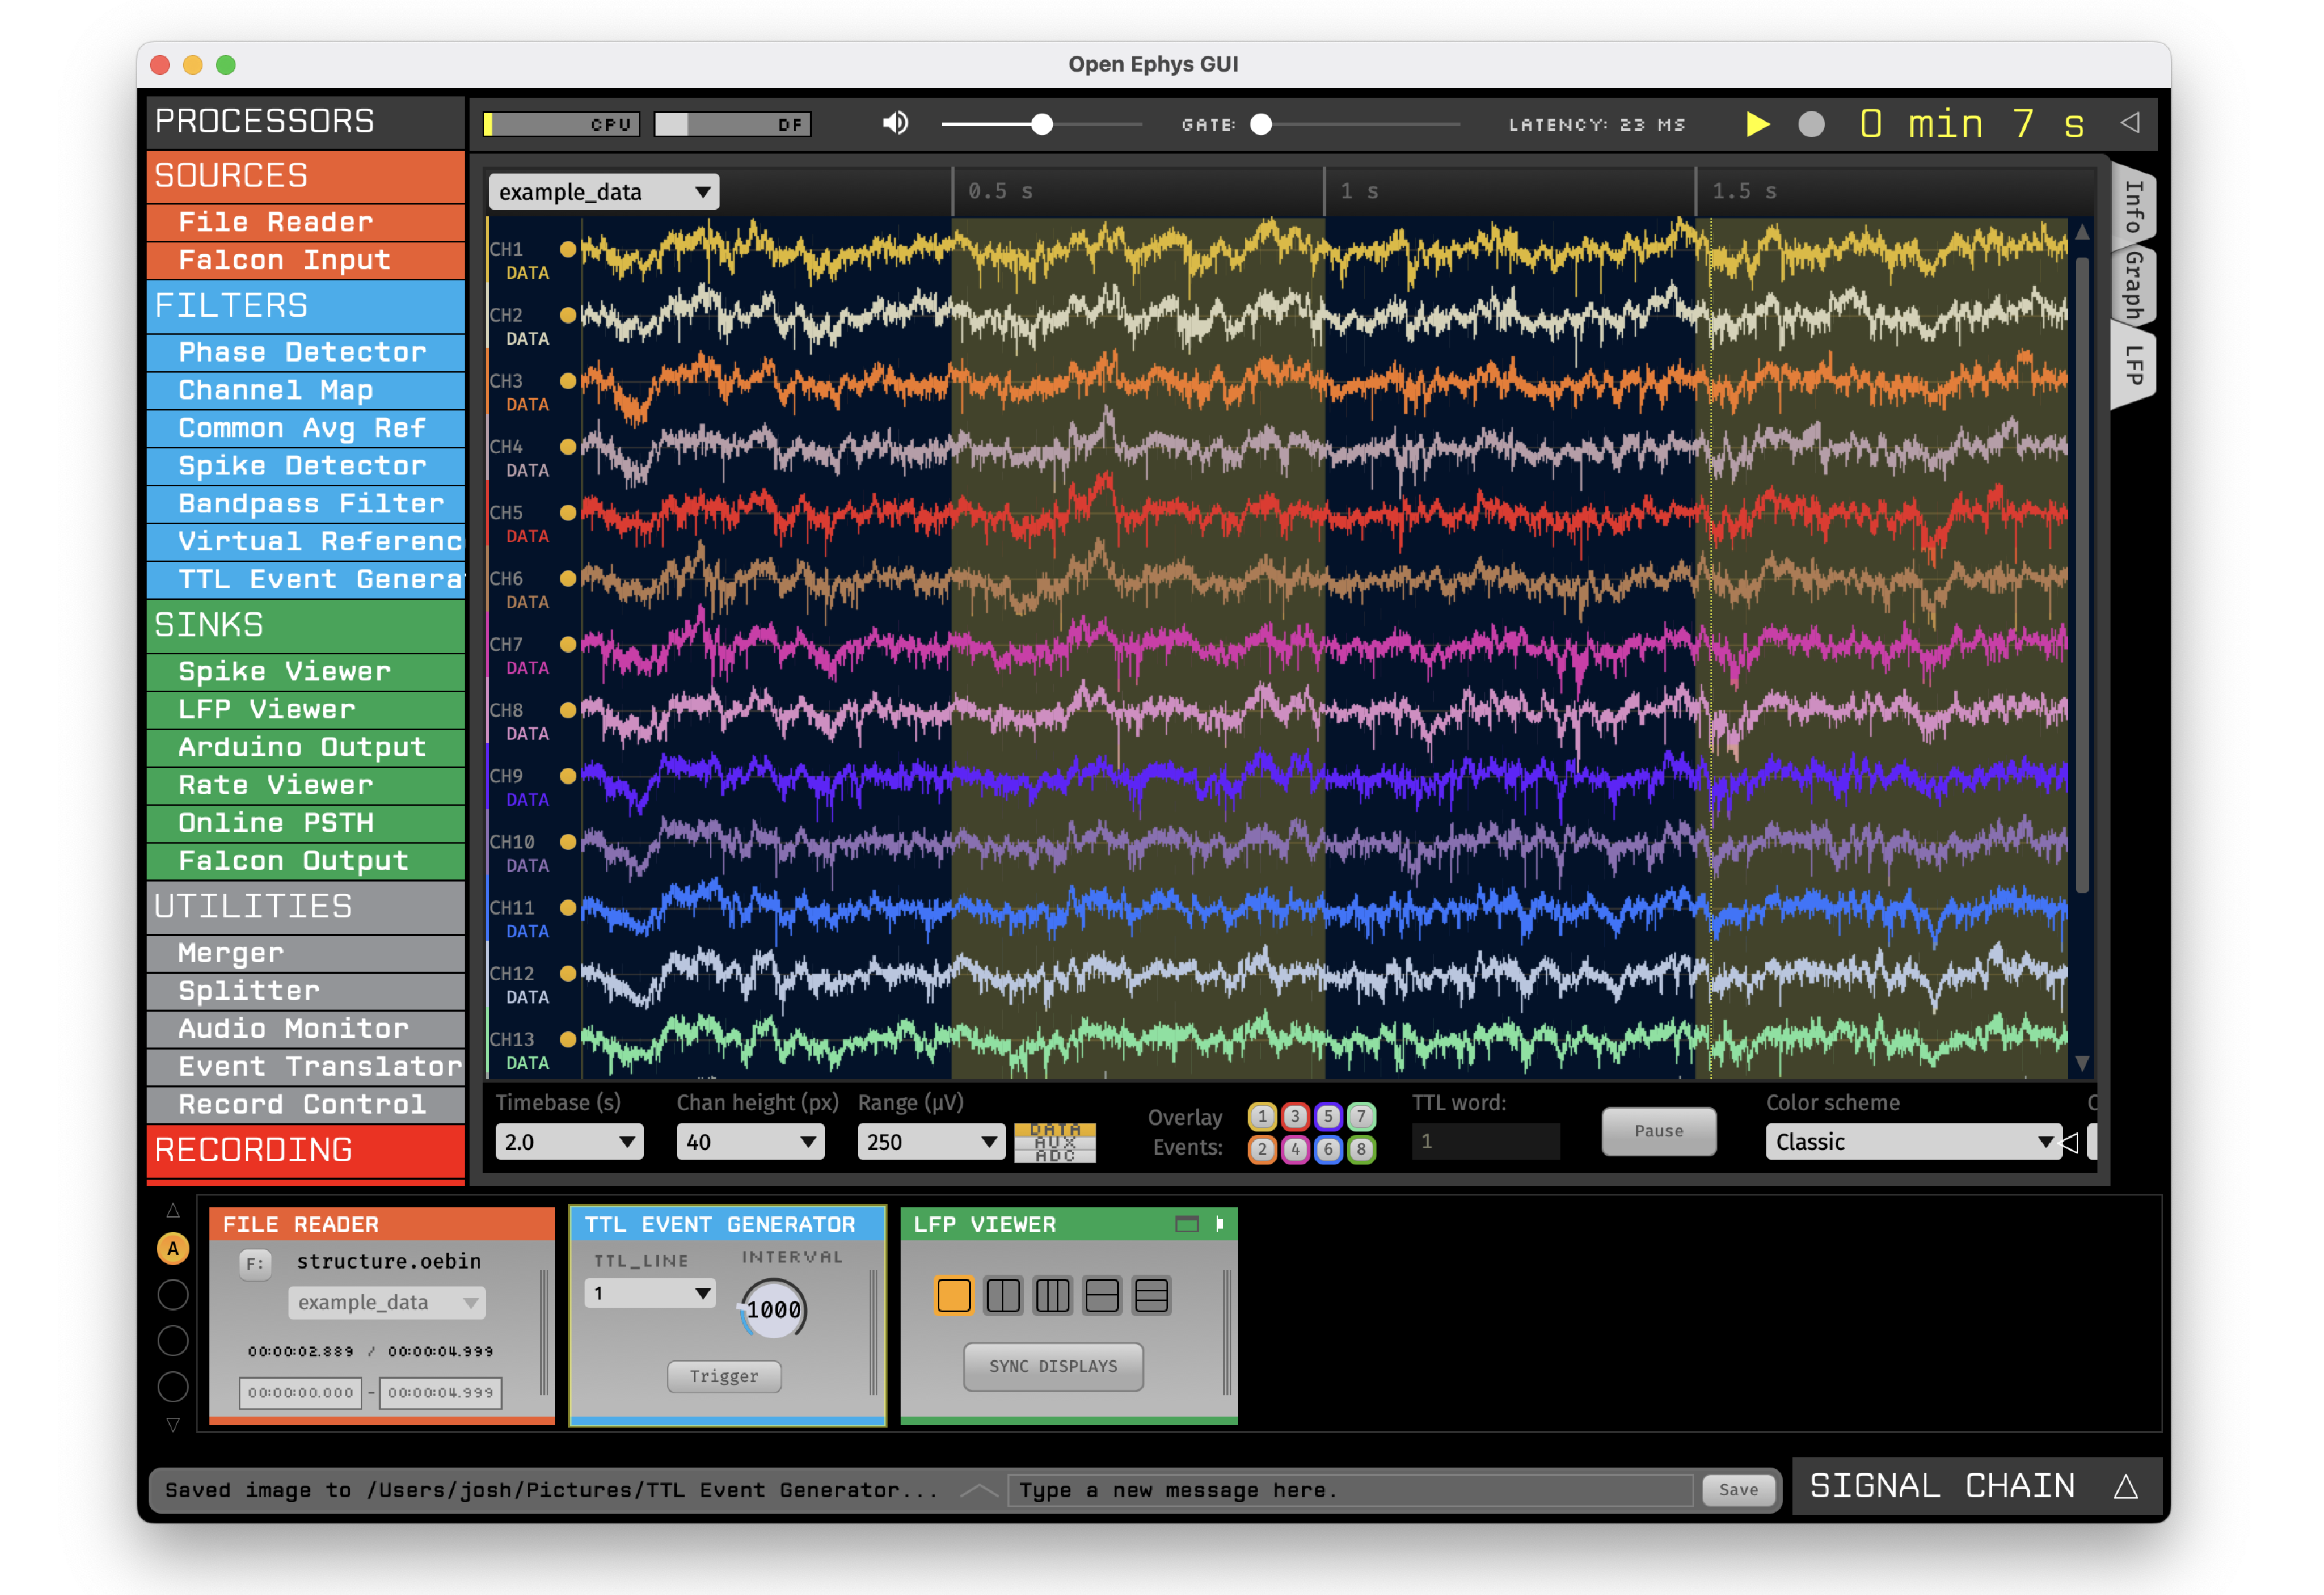 Open Ephys GUI
PROCESSORS
SOURCES
File Reader
Falcon Input
FILTERS
Phase Detector
Channel Map
Common Avg Ref
Spike Detector
Bandpass Filter
Virtual Referenc
TTL Event Genera
SINKS
Spike Viewer
LFP Viewer
Arduino Output
Rate Viewer
Online PSTH
Falcon Output
UTILITIES
Merger
Splitter
Audio Monitor
Event Translator
Record Control
RECORDING
CPU DF GATE: LATENCY: 23 MS 0 min 7 s
example_data 0.5 s 1 s 1.5 s
CH1
DATA
CH2
DATA
CH3
DATA
CH4
DATA
CH5
DATA
CH6
DATA
CH7
DATA
CH8
DATA
CH9
DATA
CH10
DATA
CH11
DATA
CH12
DATA
CH13
DATA
Info
Graph
LFP
Timebase (s) Chan height (px) Range (µV)
2.0 40 250
DATA
AUX
ADC
Overlay
Events:
1 3 5 7
2 4 6 8
TTL word:
1
Pause
Color scheme
Classic
A
FILE READER
F: structure.oebin
example_data
00:00:02.889 / 00:00:04.999
00:00:00.000 - 00:00:04.999
TTL EVENT GENERATOR
TTL_LINE INTERVAL
1 1000
Trigger
LFP VIEWER
SYNC DISPLAYS
Saved image to /Users/josh/Pictures/TTL Event Generator... Type a new message here. Save
SIGNAL CHAIN